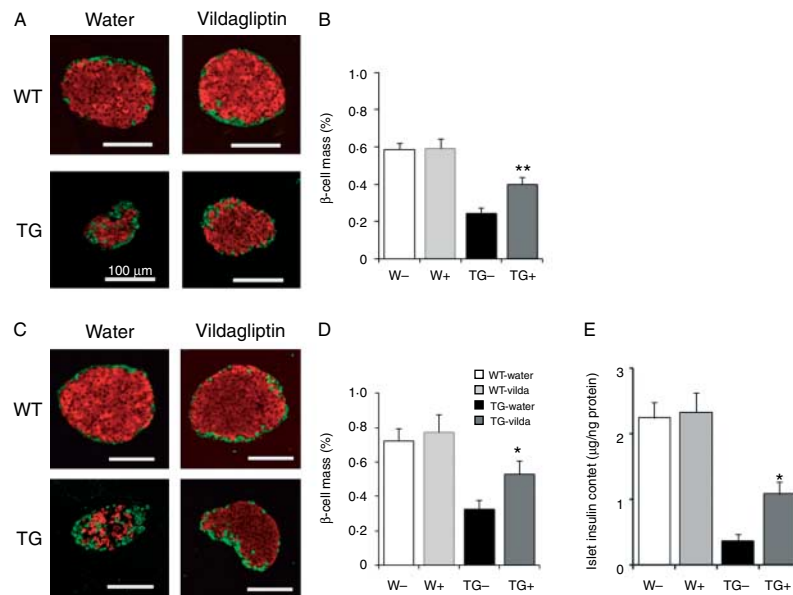 A
Water
Vildagliptin
WT
TG
100 μm
B
β-cell mass (%)
1·0
0·8
0·6
0·4
0·2
0
**
W–
W+
TG–
TG+
C
Water
Vildagliptin
WT
TG
D
β-cell mass (%)
1·0
0·8
0·6
0·4
0·2
0
WT-water
WT-vilda
TG-water
TG-vilda
*
W–
W+
TG–
TG+
E
Islet insulin contet (μg/ng protein)
3
2
1
0
*
W–
W+
TG–
TG+